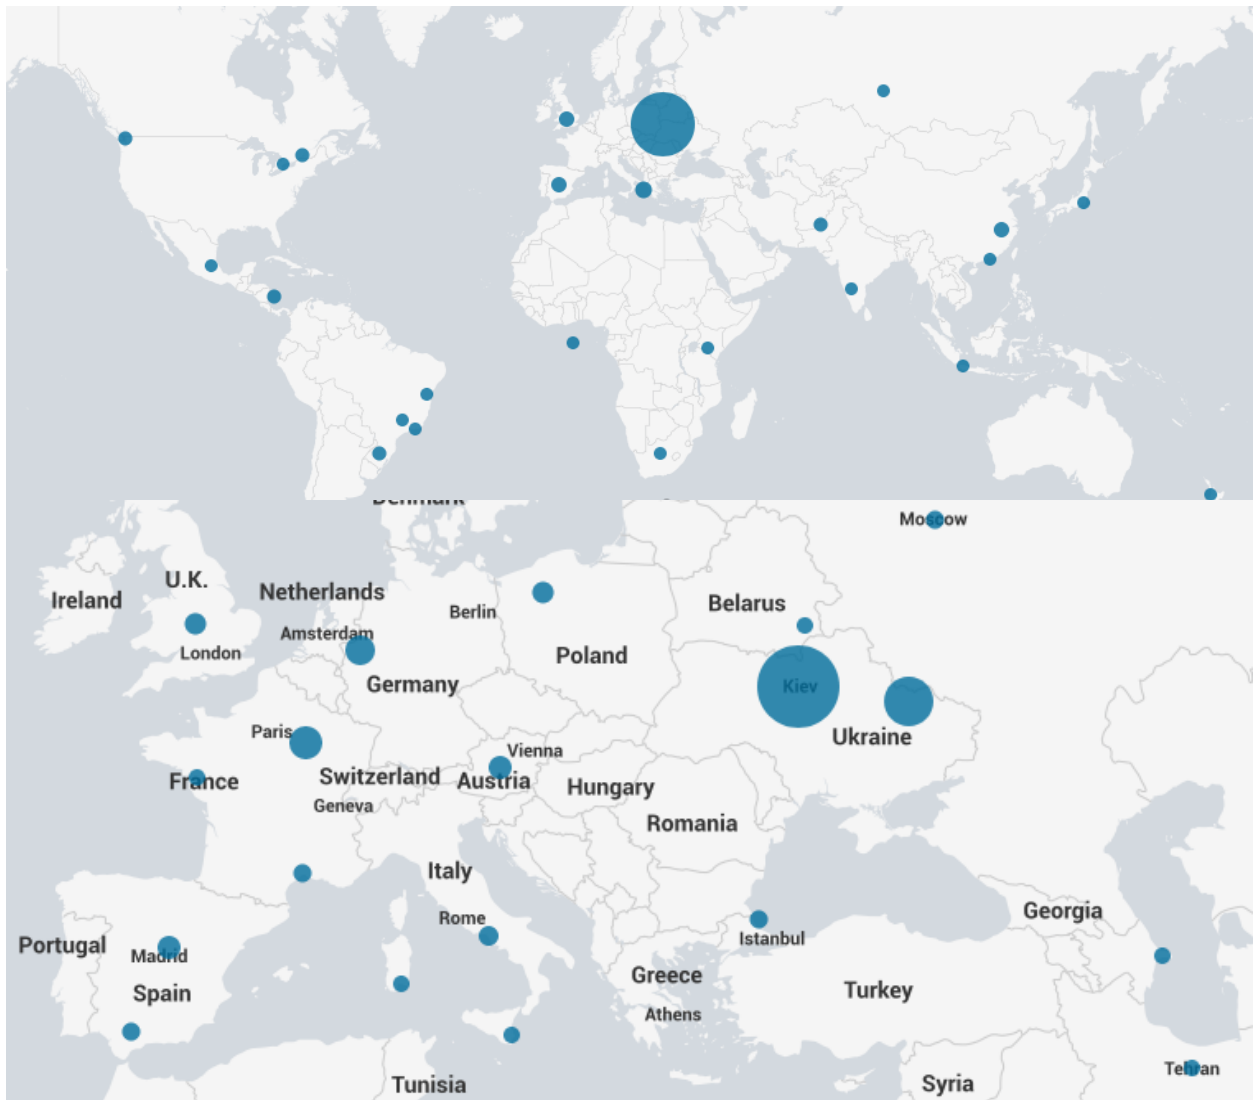 Denmark
Moscow
U.K.
Ireland
Netherlands
Berlin
Belarus
Amsterdam
London
Poland
Germany
Kiev
Paris
Ukraine
Vienna
Switzerland
France
Austria
Hungary
Geneva
Romania
Italy
Georgia
Rome
Istanbul
Portugal
Madrid
Greece
Spain
Turkey
Athens
Tehran
Tunisia
Syria